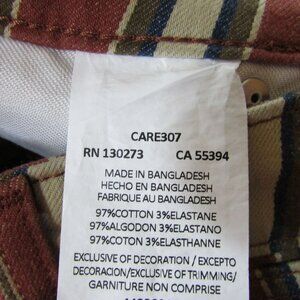 CARE307
RN 130273 CA 55394
MADE IN BANGLADESH
HECHO EN BANGLADESH
FABRIQUE AU BANGLADESH
97%COTTON 3%ELASTANE
97%ALGODON 3%ELASTANO
97%COTON 3%ELASTHANNE
EXCLUSIVE OF DECORATION / EXCEPTO
DECORACION/EXCLUSIVE OF TRIMMING/
GARNITURE NON COMPRISE